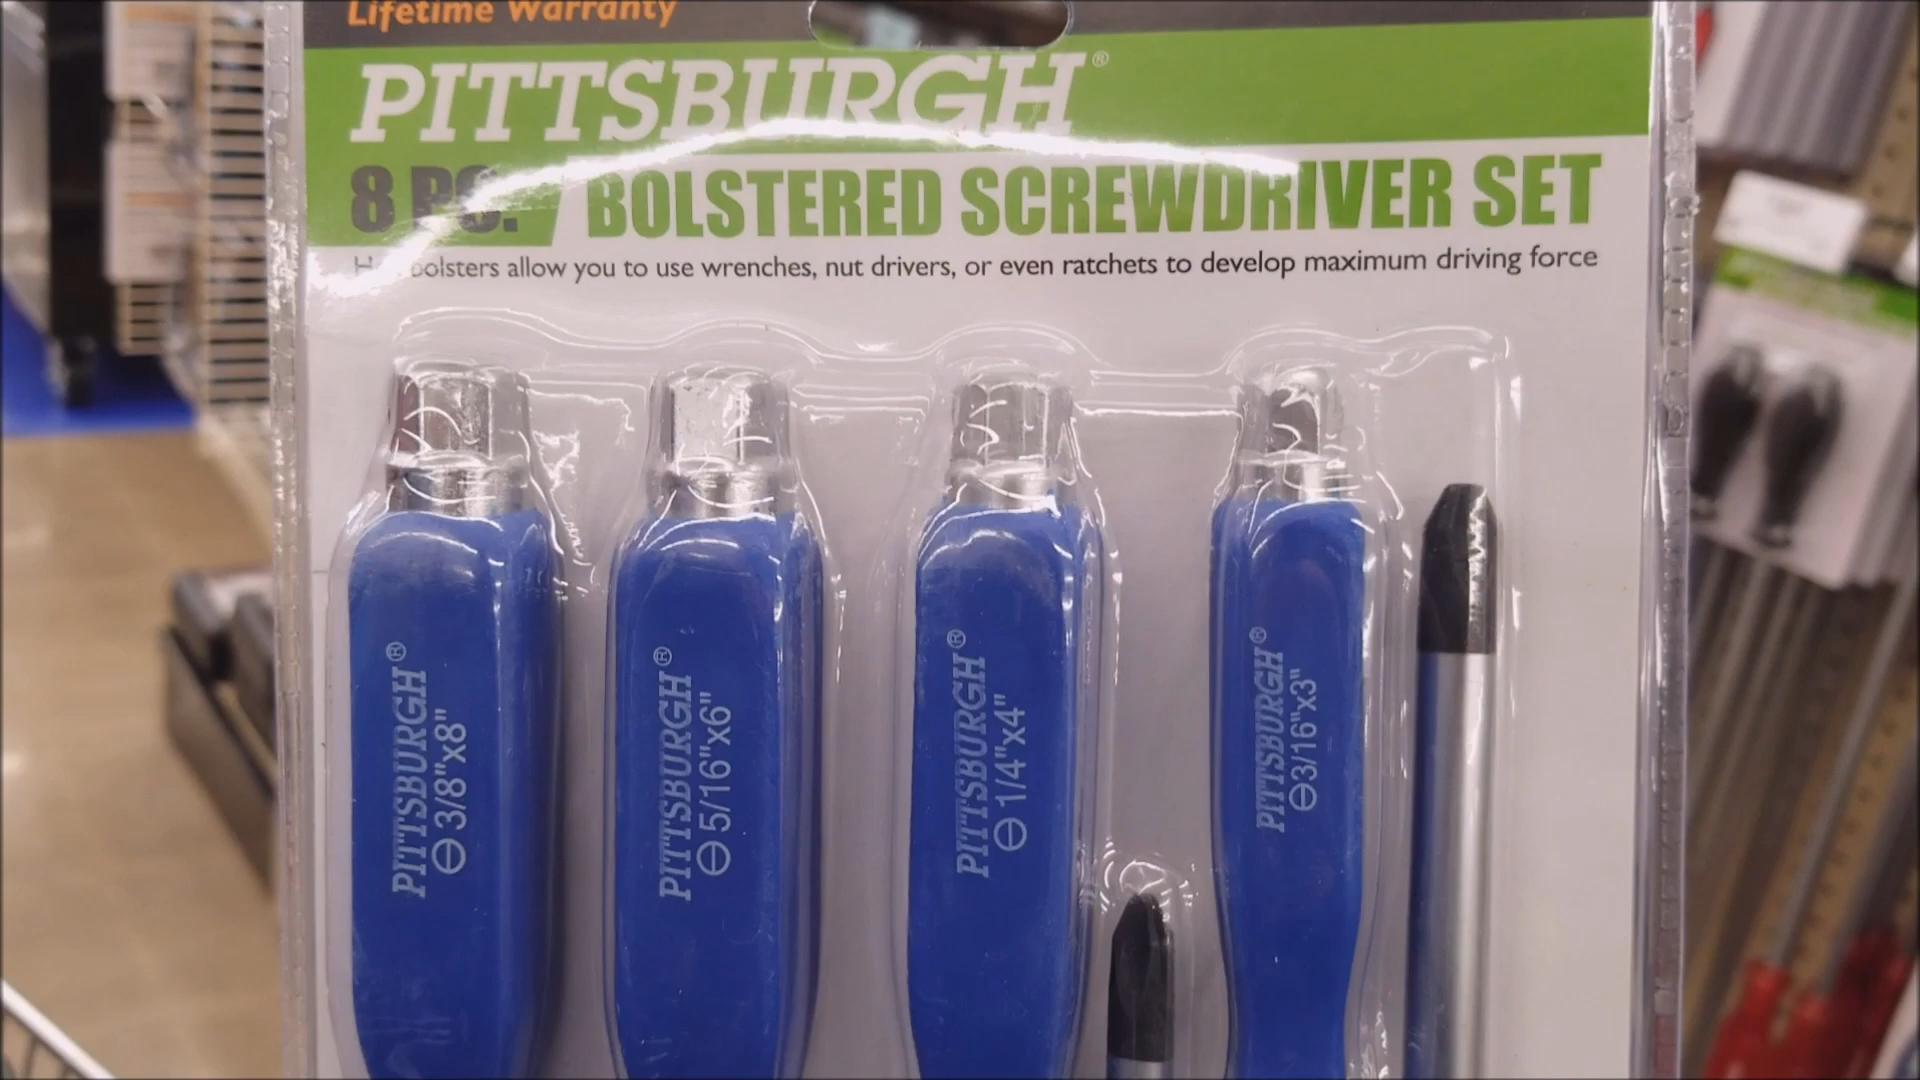 Lifetime Warranty
PITTSBURGH®
8 PC. BOLSTERED SCREWDRIVER SET
bolsters allow you to use wrenches, nut drivers, or even ratchets to develop maximum driving force
PITTSBURGH®
⊖ 3/8"x8"
PITTSBURGH®
⊖ 5/16"x6"
PITTSBURGH®
⊖ 1/4"x4"
PITTSBURGH®
⊖3/16"x3"